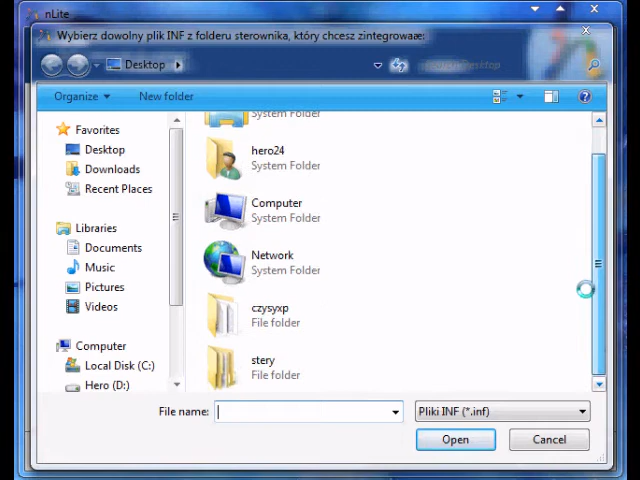 nLite
Wybierz dowolny plik INF z folderu sterownika, który chcesz zintegrowaæ:
Desktop
Organize
New folder
Favorites
Desktop
Downloads
Recent Places
Libraries
Documents
Music
Pictures
Videos
Computer
Local Disk (C:)
Hero (D:)
System Folder
hero24
System Folder
Computer
System Folder
Network
System Folder
czysyxp
File folder
stery
File folder
File name:
Pliki INF (*.inf)
Open
Cancel